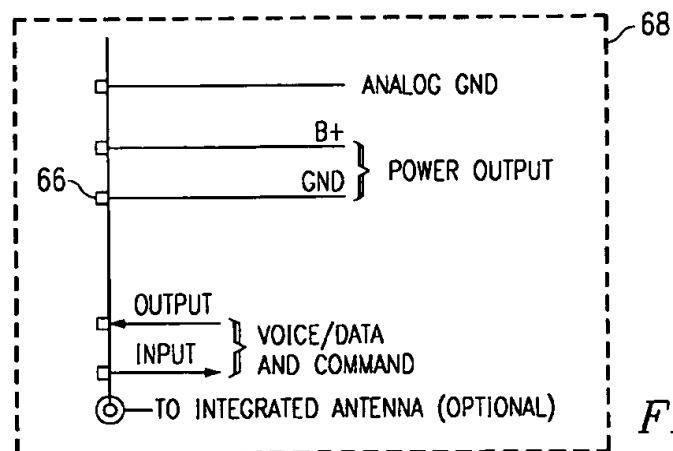 68
ANALOG GND
B+
POWER OUTPUT
66
GND
OUTPUT
VOICE/DATA
AND COMMAND
INPUT
TO INTEGRATED ANTENNA (OPTIONAL)
F